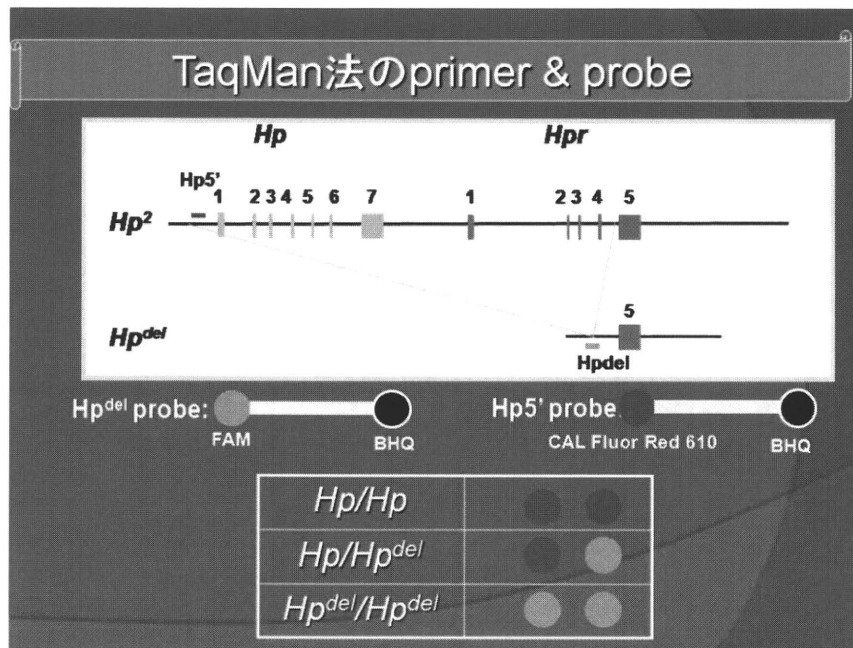 TaqMan法のprimer & probe
Hp Hpr
Hp5'
1 2 3 4 5 6 7 1 2 3 4 5
Hp²
5
Hpᵈᵉˡ
Hpdel
Hpᵈᵉˡ probe: Hp5' probe:
FAM BHQ CAL Fluor Red 610 BHQ
Hp/Hp
Hp/Hpᵈᵉˡ
Hpᵈᵉˡ/Hpᵈᵉˡ